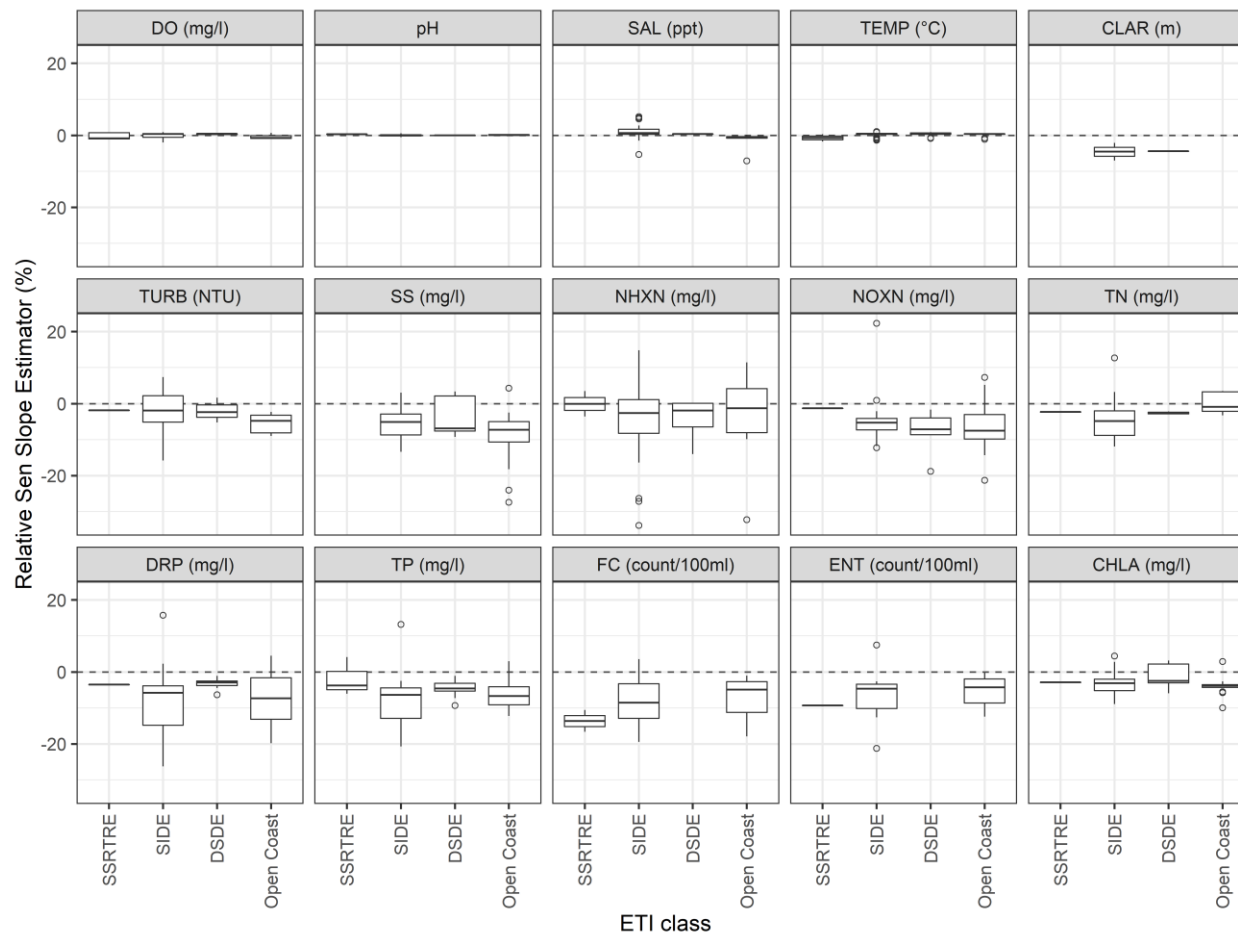 DO (mg/l) pH SAL (ppt) TEMP (°C) CLAR (m)
20
0
-20
TURB (NTU) SS (mg/l) NHXN (mg/l) NOXN (mg/l) TN (mg/l)
20
0
-20
DRP (mg/l) TP (mg/l) FC (count/100ml) ENT (count/100ml) CHLA (mg/l)
20
0
-20
Relative Sen Slope Estimator (%)
SSRTRE SIDE DSDE Open Coast SSRTRE SIDE DSDE Open Coast SSRTRE SIDE DSDE Open Coast SSRTRE SIDE DSDE Open Coast SSRTRE SIDE DSDE Open Coast
ETI class